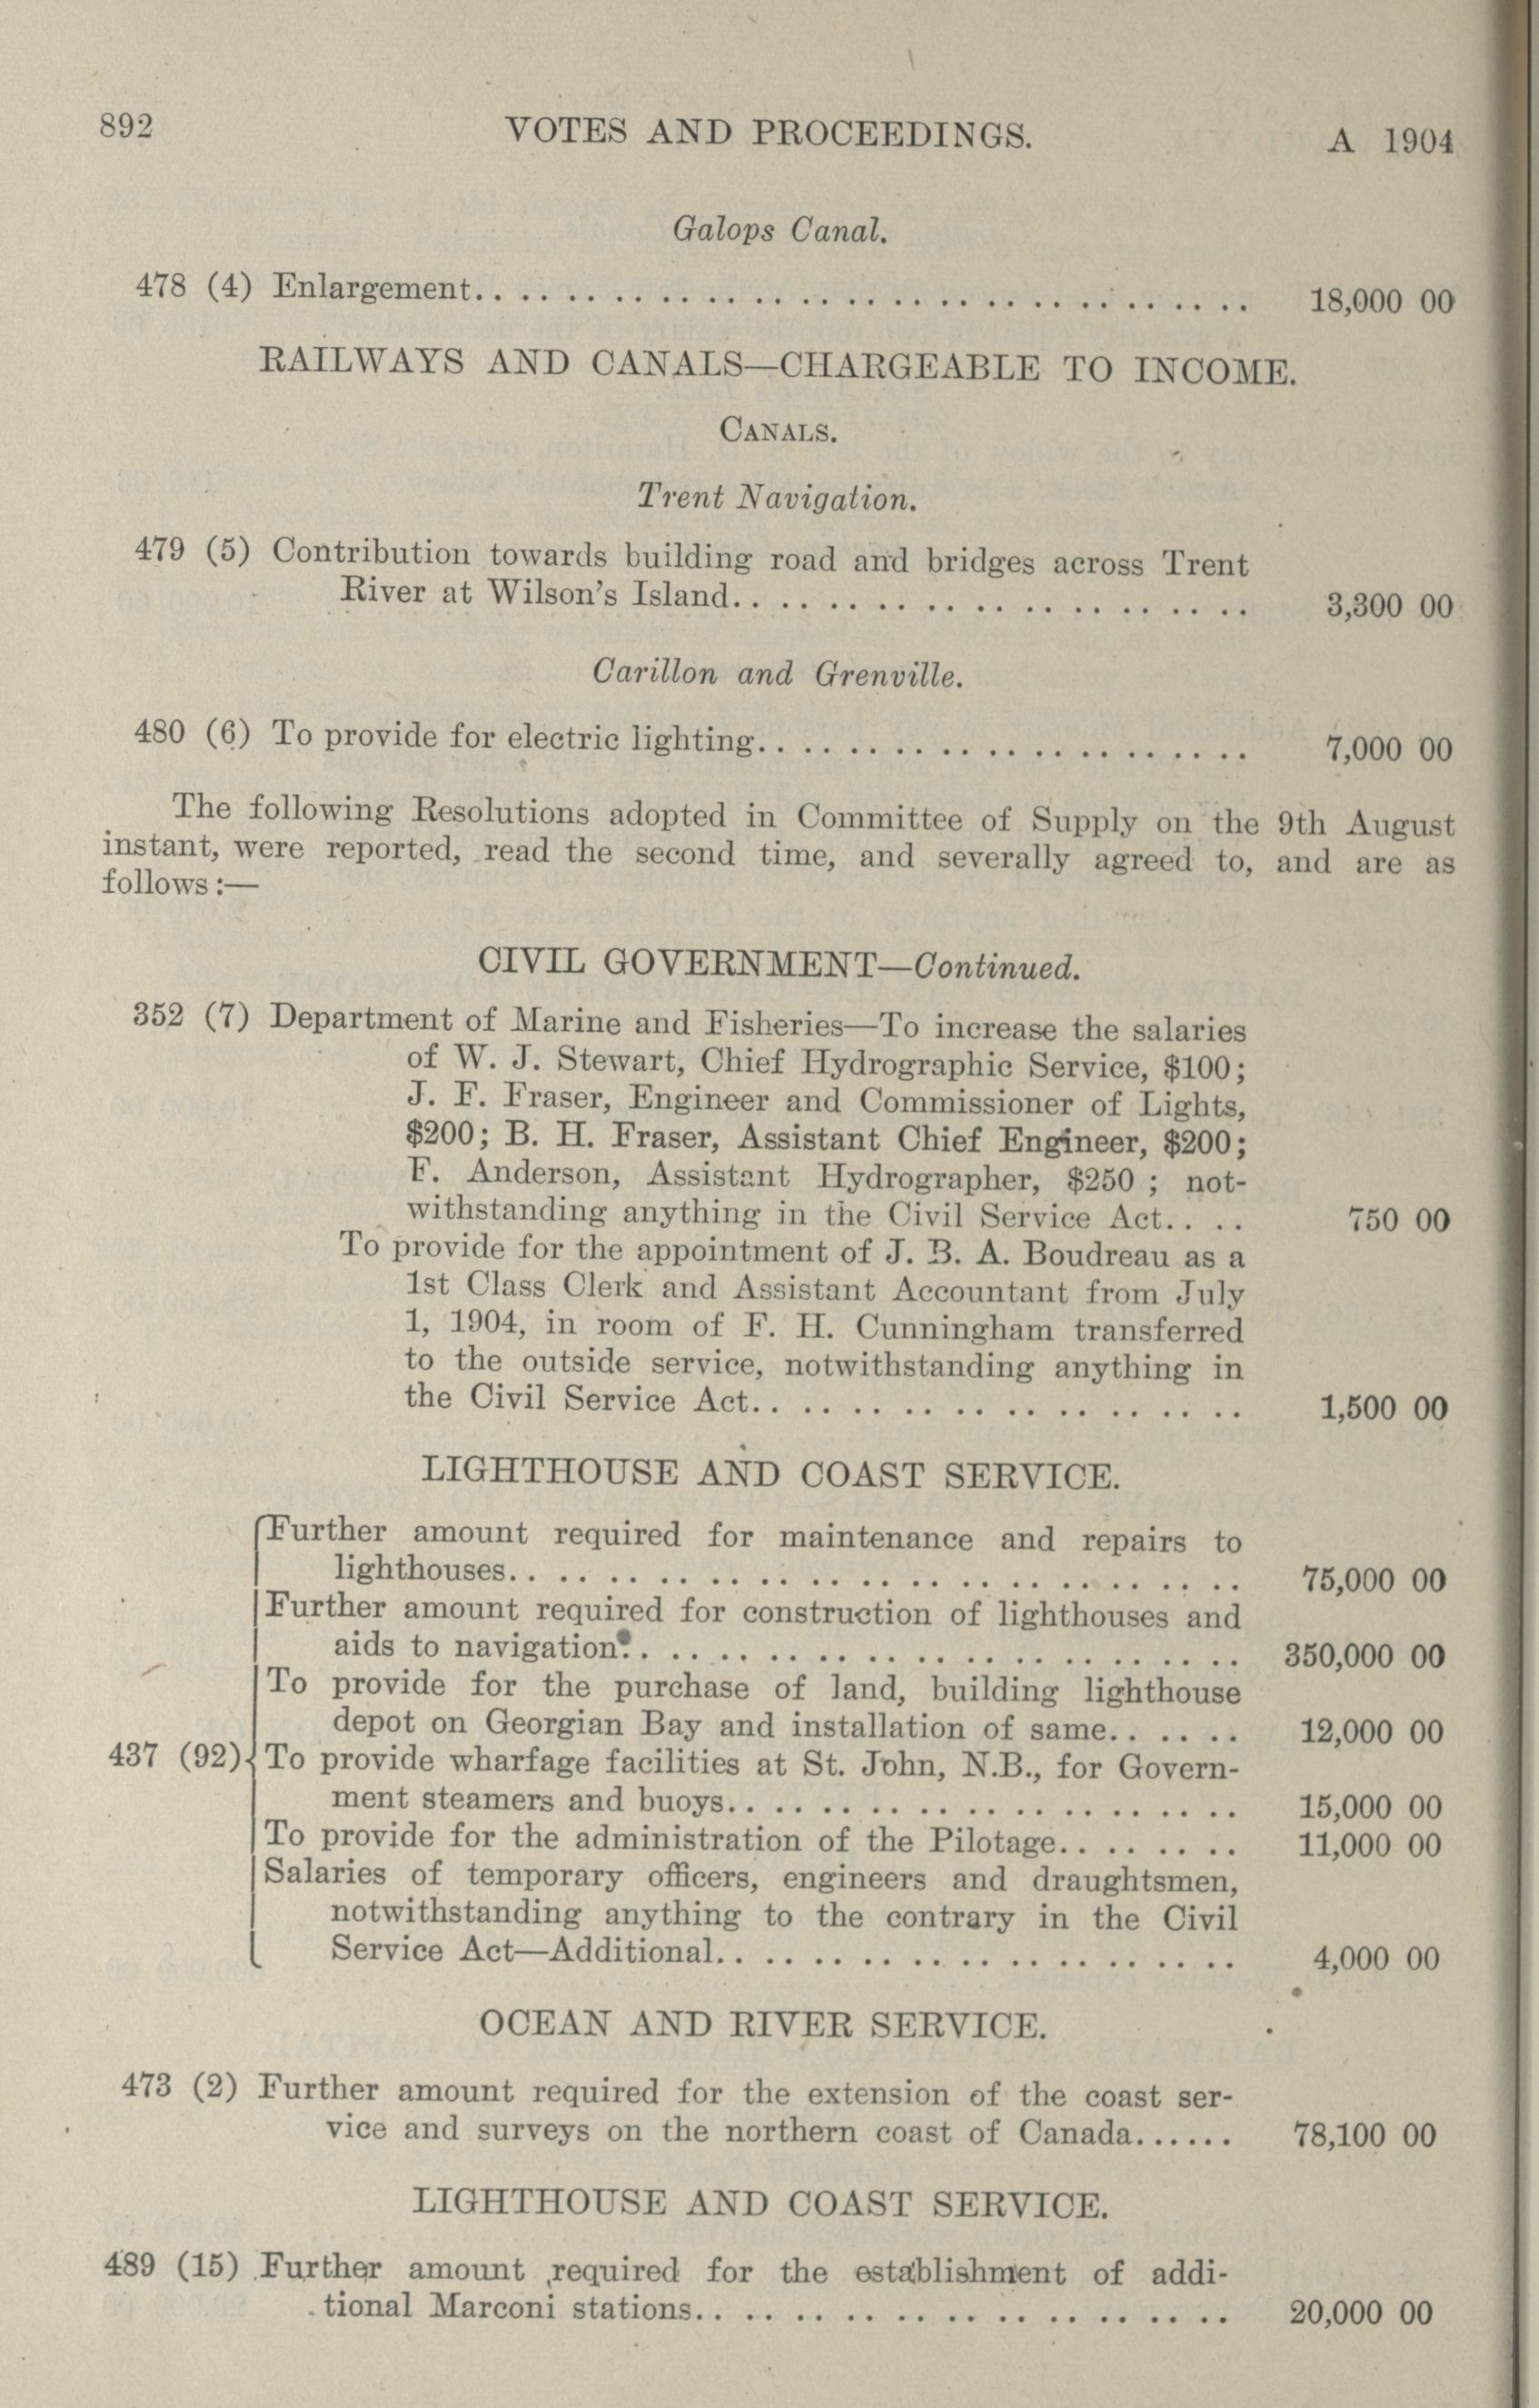 892 VOTES AND PROCEEDINGS. A 1904
Galops Canal.
478 (4) Enlargement. . . . . . . . . . . . . . . . . . . . . . . . . . . . . . . . . . 18,000 00
RAILWAYS AND CANALS—CHARGEABLE TO INCOME.
CANALS.
Trent Navigation.
479 (5) Contribution towards building road and bridges across Trent
River at Wilson's Island. . . . . . . . . . . . . . . . . . . . . . 3,300 00
Carillon and Grenville.
480 (6) To provide for electric lighting. . . . . . . . . . . . . . . . . . . . . . 7,000 00
The following Resolutions adopted in Committee of Supply on the 9th August
instant, were reported, read the second time, and severally agreed to, and are as
follows :—
CIVIL GOVERNMENT—Continued.
352 (7) Department of Marine and Fisheries—To increase the salaries
of W. J. Stewart, Chief Hydrographic Service, $100;
J. F. Fraser, Engineer and Commissioner of Lights,
$200; B. H. Fraser, Assistant Chief Engineer, $200;
F. Anderson, Assistant Hydrographer, $250 ; not-
withstanding anything in the Civil Service Act. . . . 750 00
To provide for the appointment of J. B. A. Boudreau as a
1st Class Clerk and Assistant Accountant from July
1, 1904, in room of F. H. Cunningham transferred
to the outside service, notwithstanding anything in
the Civil Service Act. . . . . . . . . . . . . . . . . . . . 1,500 00
LIGHTHOUSE AND COAST SERVICE.
Further amount required for maintenance and repairs to
lighthouses. . . . . . . . . . . . . . . . . . . . . . . . . . . . . 75,000 00
Further amount required for construction of lighthouses and
aids to navigation. . . . . . . . . . . . . . . . . . . . . . . . . . 350,000 00
To provide for the purchase of land, building lighthouse
depot on Georgian Bay and installation of same. . . . . . 12,000 00
437 (92) To provide wharfage facilities at St. John, N.B., for Govern-
ment steamers and buoys. . . . . . . . . . . . . . . . . . . . . . 15,000 00
To provide for the administration of the Pilotage. . . . . . . . 11,000 00
Salaries of temporary officers, engineers and draughtsmen,
notwithstanding anything to the contrary in the Civil
Service Act—Additional. . . . . . . . . . . . . . . . . . . . . . 4,000 00
OCEAN AND RIVER SERVICE.
473 (2) Further amount required for the extension of the coast ser-
vice and surveys on the northern coast of Canada. . . . . . 78,100 00
LIGHTHOUSE AND COAST SERVICE.
489 (15) Further amount required for the establishment of addi-
tional Marconi stations. . . . . . . . . . . . . . . . . . . . . . 20,000 00